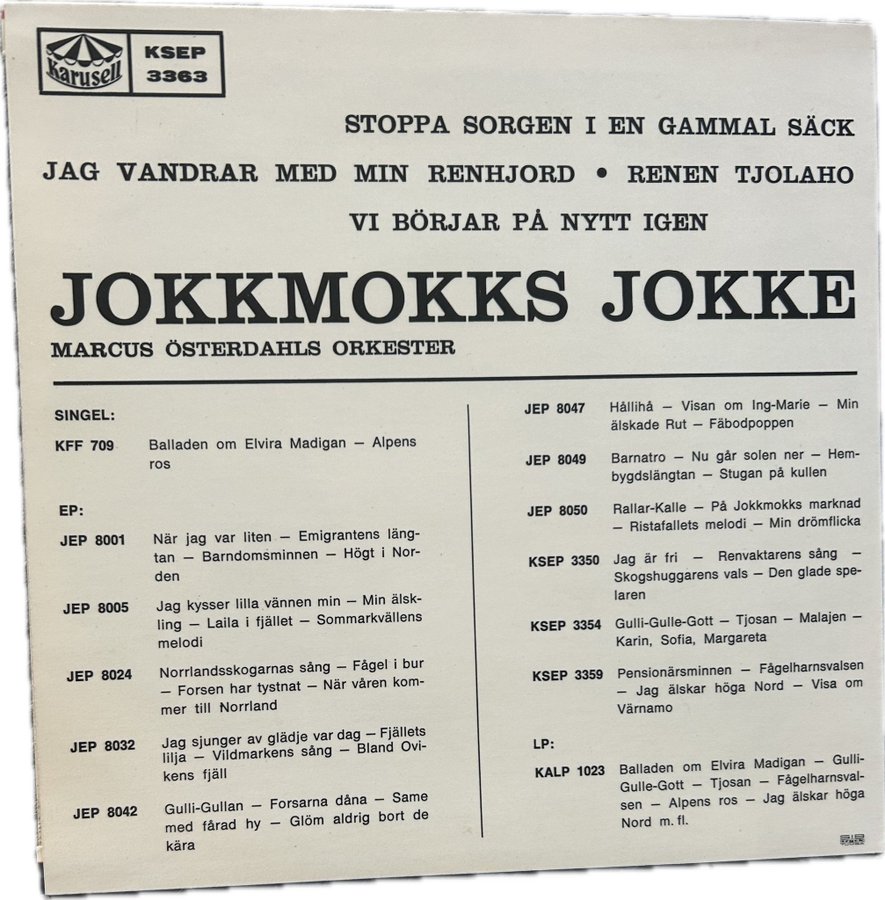 Karusell
KSEP
3363
STOPPA SORGEN I EN GAMMAL SÄCK
JAG VANDRAR MED MIN RENHJORD • RENEN TJOLAHO
VI BÖRJAR PÅ NYTT IGEN
JOKKMOKKS JOKKE
MARCUS ÖSTERDAHLS ORKESTER
SINGEL:
KFF 709 Balladen om Elvira Madigan — Alpens
ros
EP:
JEP 8001 När jag var liten — Emigrantens läng-
tan — Barndomsminnen — Högt i Nor-
den
JEP 8005 Jag kysser lilla vännen min — Min älsk-
ling — Laila i fjället — Sommarkvällens
melodi
JEP 8024 Norrlandsskogarnas sång — Fågel i bur
— Forsen har tystnat — När våren kom-
mer till Norrland
JEP 8032 Jag sjunger av glädje var dag — Fjällets
lilja — Vildmarkens sång — Bland Ovi-
kens fjäll
JEP 8042 Gulli-Gullan — Forsarna dåna — Same
med fårad hy — Glöm aldrig bort de
kära
JEP 8047 Hållihå — Visan om Ing-Marie — Min
älskade Rut — Fäbodpoppen
JEP 8049 Barnatro — Nu går solen ner — Hem-
bygdslängtan — Stugan på kullen
JEP 8050 Rallar-Kalle — På Jokkmokks marknad
— Ristafallets melodi — Min drömflicka
KSEP 3350 Jag är fri — Renvaktarens sång —
Skogshuggarens vals — Den glade spe-
laren
KSEP 3354 Gulli-Gulle-Gott — Tjosan — Malajen —
Karin, Sofia, Margareta
KSEP 3359 Pensionärsminnen — Fågelharnsvalsen
— Jag älskar höga Nord — Visa om
Värnamo
LP:
KALP 1023 Balladen om Elvira Madigan — Gulli-
Gulle-Gott — Tjosan — Fågelharnsval-
sen — Alpens ros — Jag älskar höga
Nord m. fl.